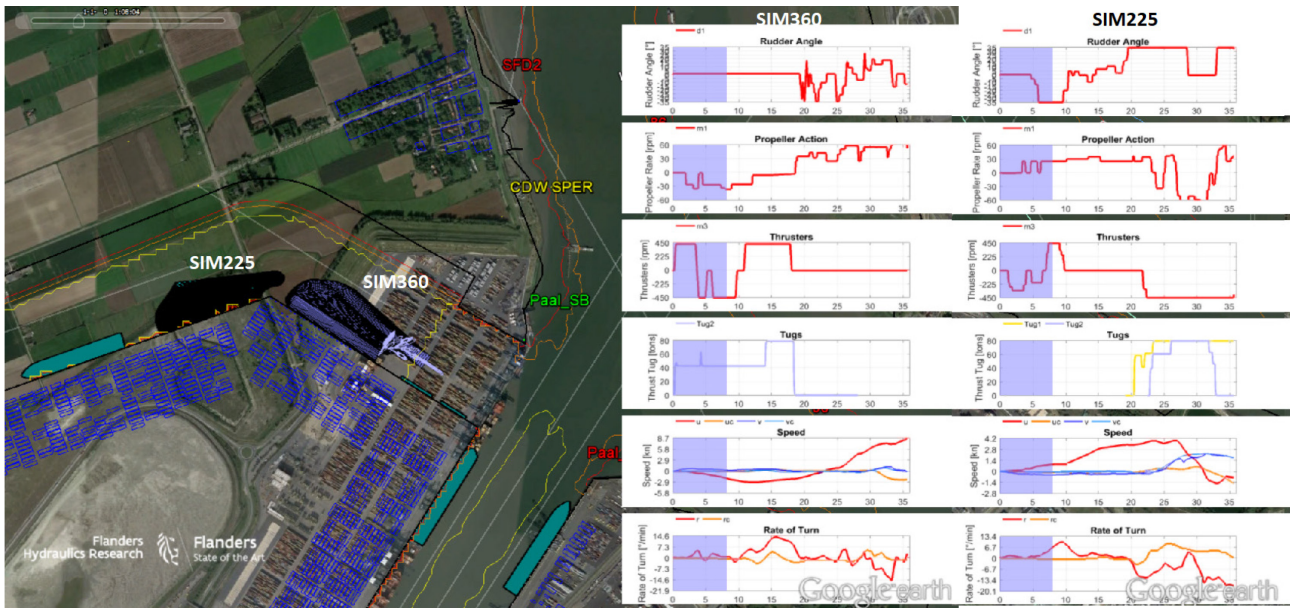 SIM360
SIM225
SFD2
CDW SPER
SIM225
SIM360
Paal_SB
Paal_
Flanders
Hydraulics Research
Flanders
State of the Art
d1
Rudder Angle
Rudder Angle [°]
0 5 10 15 20 25 30 35
m1
Propeller Action
Propeller Rate [rpm]
60
30
0
-30
-60
0 5 10 15 20 25 30 35
m3
Thrusters
Thrusters [rpm]
450
225
0
-225
-450
0 5 10 15 20 25 30 35
Tug2
Tugs
Thrust Tug [tons]
80
60
40
20
0
0 5 10 15 20 25 30 35
u uc v vc
Speed
Speed [kn]
8.7
5.8
2.9
0
-2.9
-5.8
0 5 10 15 20 25 30 35
r rc
Rate of Turn
Rate of Turn [°/min]
14.6
7.3
0
-7.3
-14.6
-21.9
0 5 10 15 20 25 30 35
Google earth
d1
Rudder Angle
Rudder Angle [°]
0 5 10 15 20 25 30 35
m1
Propeller Action
Propeller Rate [rpm]
60
30
0
-30
-60
0 5 10 15 20 25 30 35
m3
Thrusters
Thrusters [rpm]
450
225
0
-225
-450
0 5 10 15 20 25 30 35
Tug1 Tug2
Tugs
Thrust Tug [tons]
80
60
40
20
0
0 5 10 15 20 25 30 35
u uc v vc
Speed
Speed [kn]
4.2
2.8
1.4
0
-1.4
-2.8
0 5 10 15 20 25 30 35
r rc
Rate of Turn
Rate of Turn [°/min]
13.4
6.7
0
-6.7
-13.4
-20.1
0 5 10 15 20 25 30 35
Google earth